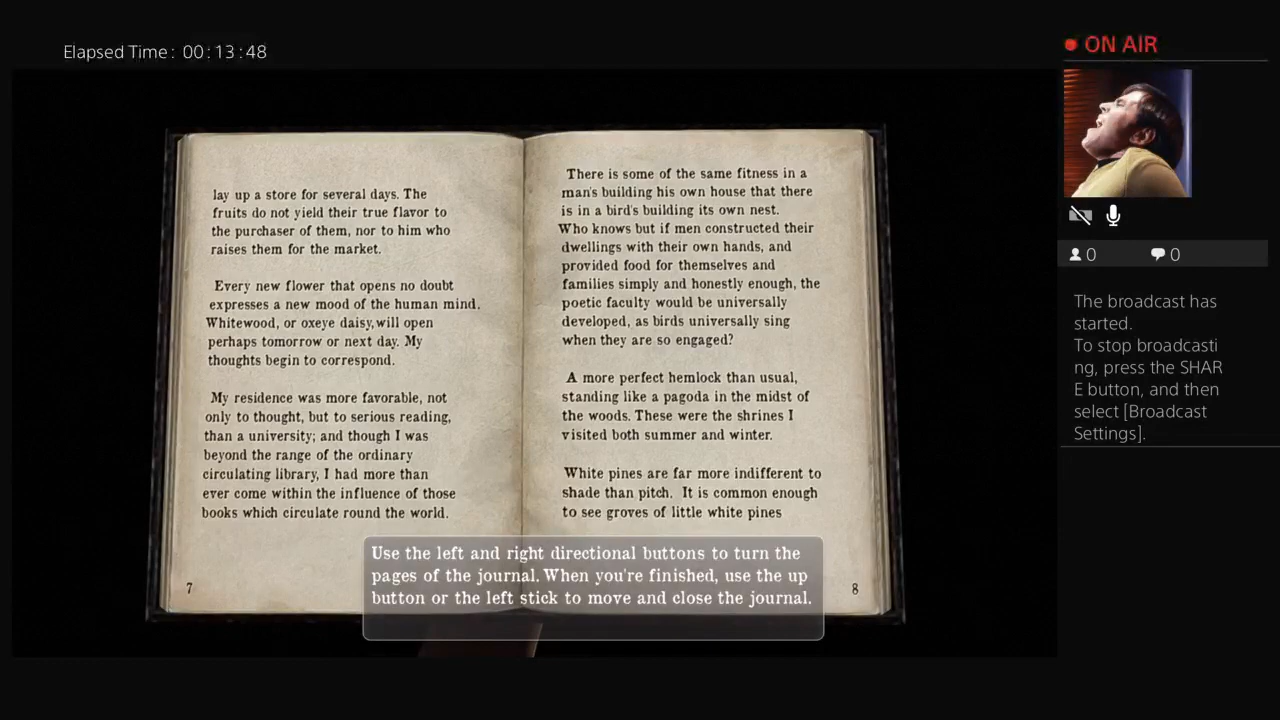 Elapsed Time: 00:13:48
ON AIR
lay up a store for several days. The
fruits do not yield their true flavor to
the purchaser of them, nor to him who
raises them for the market.
Every new flower that opens no doubt
expresses a new mood of the human mind.
Whitewood, or oxeye daisy,will open
perhaps tomorrow or next day. My
thoughts begin to correspond.
My residence was more favorable, not
only to thought, but to serious reading,
than a university; and though I was
beyond the range of the ordinary
circulating library, I had more than
ever come within the influence of those
books which circulate round the world.
7
There is some of the same fitness in a
man's building his own house that there
is in a bird's building its own nest.
Who knows but if men constructed their
dwellings with their own hands, and
provided food for themselves and
families simply and honestly enough, the
poetic faculty would be universally
developed, as birds universally sing
when they are so engaged?
A more perfect hemlock than usual,
standing like a pagoda in the midst of
the woods. These were the shrines I
visited both summer and winter.
White pines are far more indifferent to
shade than pitch. It is common enough
to see groves of little white pines
8
Use the left and right directional buttons to turn the
pages of the journal. When you're finished, use the up
button or the left stick to move and close the journal.
0
0
The broadcast has
started.
To stop broadcasti
ng, press the SHAR
E button, and then
select [Broadcast
Settings].